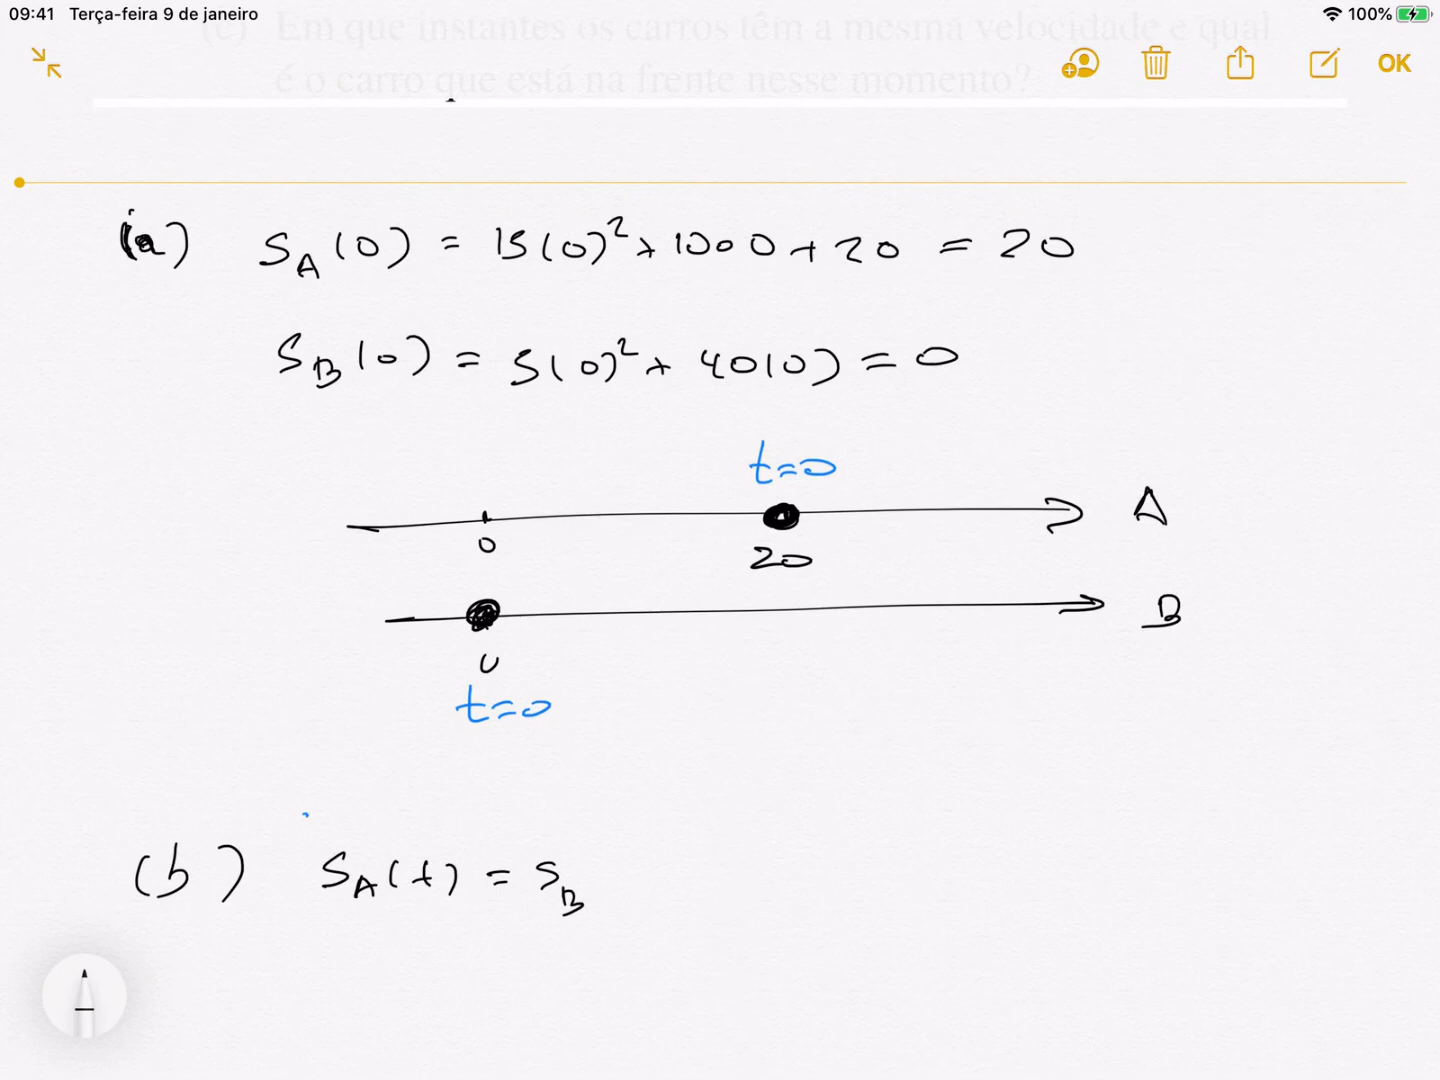 09:41 Terça-feira 9 de janeiro 100%
(c) Em que instantes os carros têm a mesma velocidade e qual
é o carro que está na frente nesse momento?
OK
(a) S_A(0) = 15(0)² + 10·0 + 20 = 20
S_B(0) = 5(0)² + 40(0) = 0
t=0
A
0 20
B
0
t=0
(b) S_A(t) = S_B